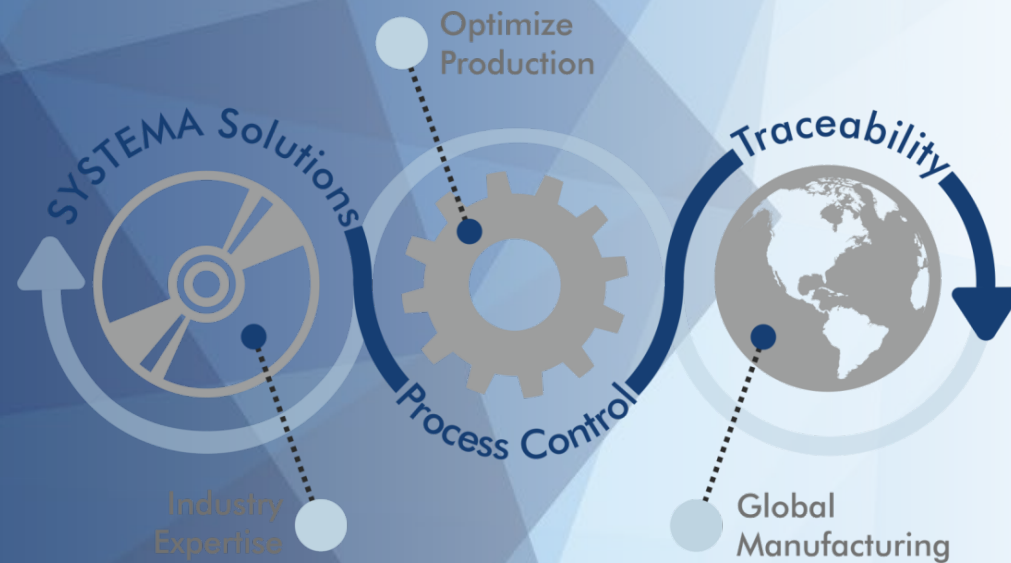 Optimize
Production
SYSTEMA Solutions
Traceability
Process Control
Industry
Expertise
Global
Manufacturing